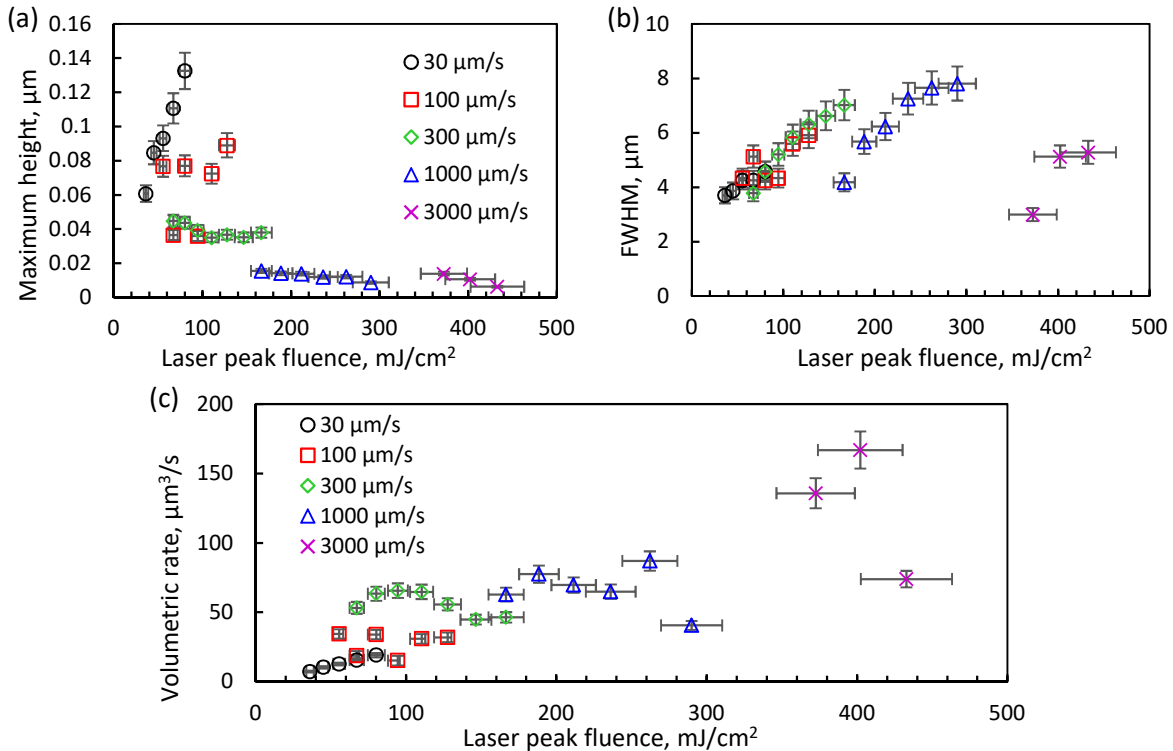 (a)
Maximum height, µm
0.16
0.14
0.12
0.1
0.08
0.06
0.04
0.02
0
0 100 200 300 400 500
Laser peak fluence, mJ/cm²
30 µm/s
100 µm/s
300 µm/s
1000 µm/s
3000 µm/s
(b)
FWHM, µm
10
8
6
4
2
0
0 100 200 300 400 500
Laser peak fluence, mJ/cm²
(c)
Volumetric rate, µm³/s
200
150
100
50
0
0 100 200 300 400 500
Laser peak fluence, mJ/cm²
30 µm/s
100 µm/s
300 µm/s
1000 µm/s
3000 µm/s